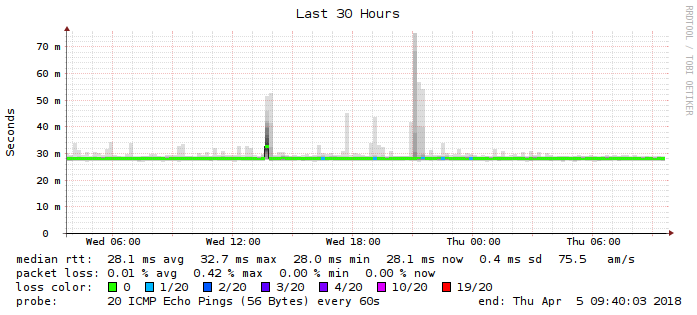 Last 30 Hours
RRDTOOL / TOBI OETIKER
Seconds
70 m
60 m
50 m
40 m
30 m
20 m
10 m
0
Wed 06:00 Wed 12:00 Wed 18:00 Thu 00:00 Thu 06:00
median rtt: 28.1 ms avg 32.7 ms max 28.0 ms min 28.1 ms now 0.4 ms sd 75.5 am/s
packet loss: 0.01 % avg 0.42 % max 0.00 % min 0.00 % now
loss color: 0 1/20 2/20 3/20 4/20 10/20 19/20
probe: 20 ICMP Echo Pings (56 Bytes) every 60s end: Thu Apr 5 09:40:03 2018